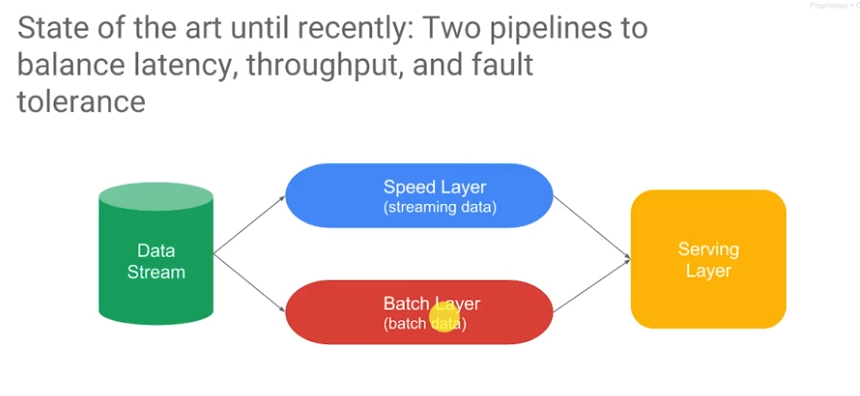 Proprietary + C
State of the art until recently: Two pipelines to
balance latency, throughput, and fault
tolerance
Data
Stream
Speed Layer
(streaming data)
Batch Layer
(batch data)
Serving
Layer